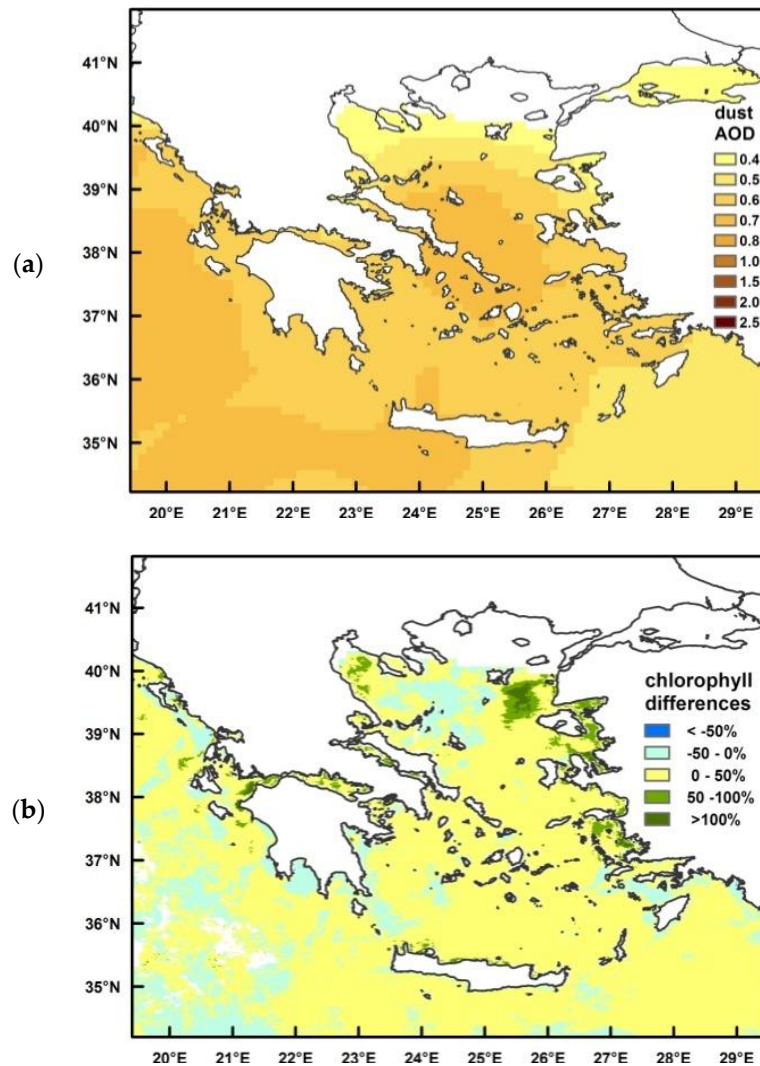 41°N
40°N
39°N
38°N
37°N
36°N
35°N
20°E 21°E 22°E 23°E 24°E 25°E 26°E 27°E 28°E 29°E
dust
AOD
0.4
0.5
0.6
0.7
0.8
1.0
1.5
2.0
2.5
(a)
41°N
40°N
39°N
38°N
37°N
36°N
35°N
20°E 21°E 22°E 23°E 24°E 25°E 26°E 27°E 28°E 29°E
chlorophyll
differences
< -50%
-50 - 0%
0 - 50%
50 -100%
>100%
(b)